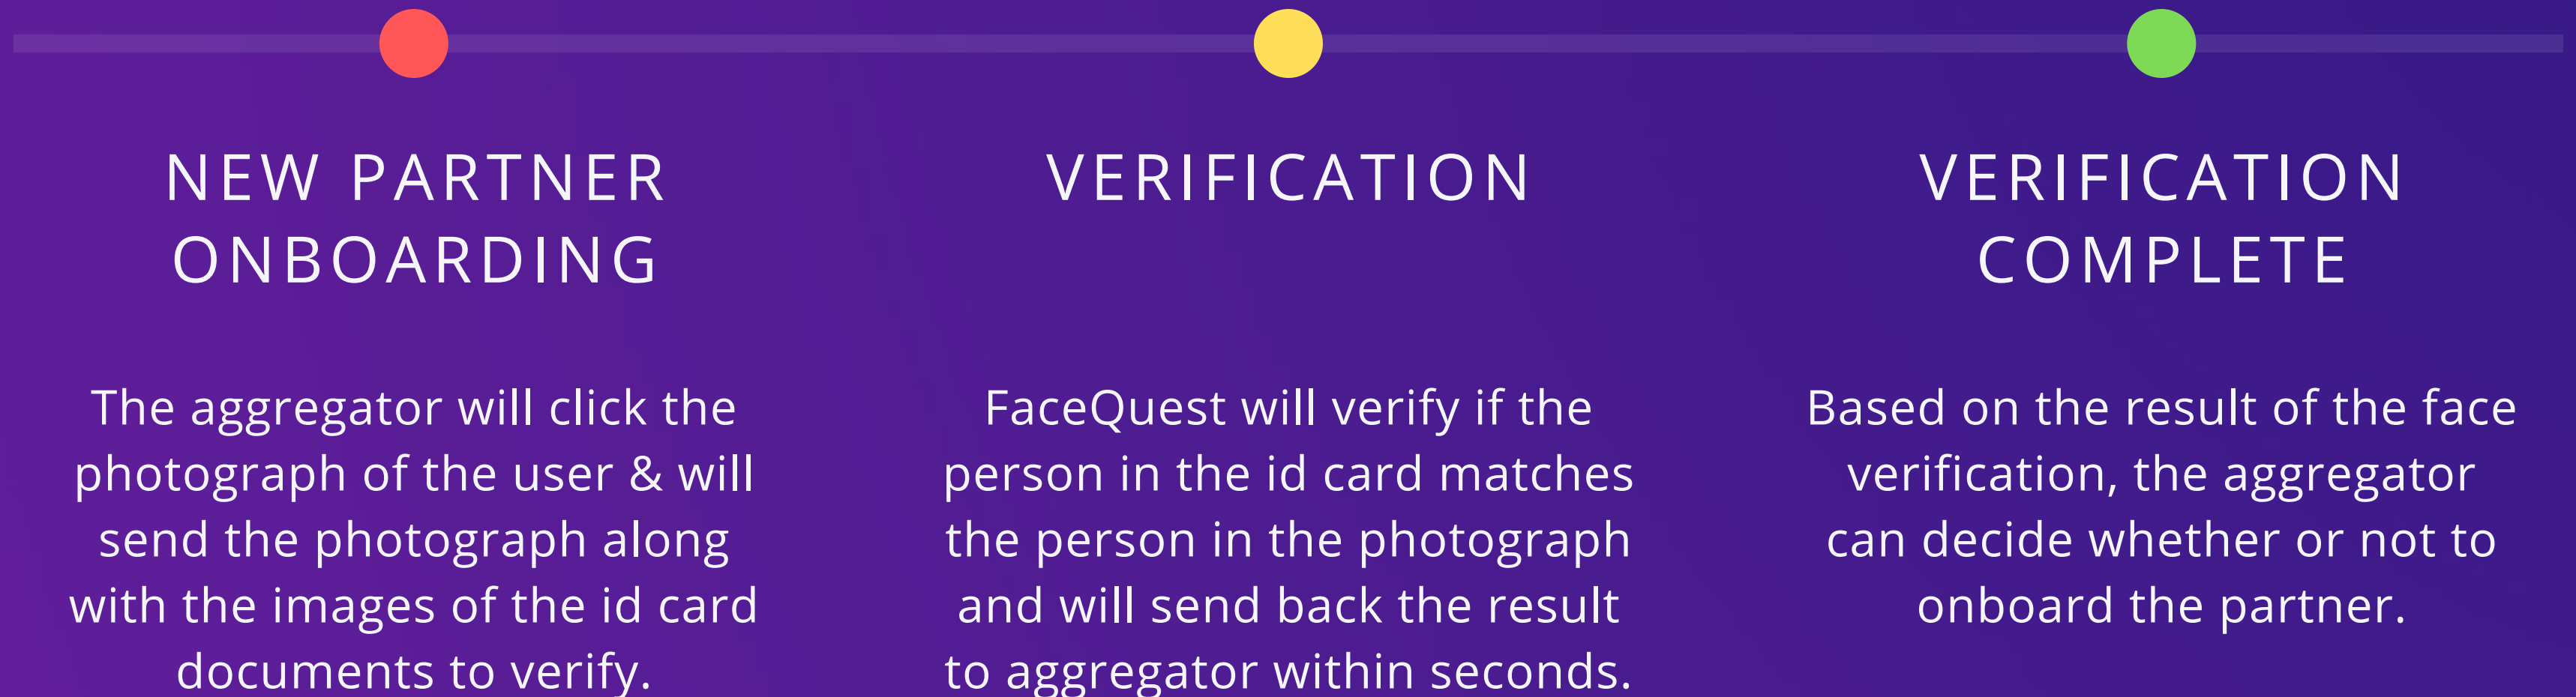 NEW PARTNER
ONBOARDING
The aggregator will click the
photograph of the user & will
send the photograph along
with the images of the id card
documents to verify.
VERIFICATION
FaceQuest will verify if the
person in the id card matches
the person in the photograph
and will send back the result
to aggregator within seconds.
VERIFICATION
COMPLETE
Based on the result of the face
verification, the aggregator
can decide whether or not to
onboard the partner.